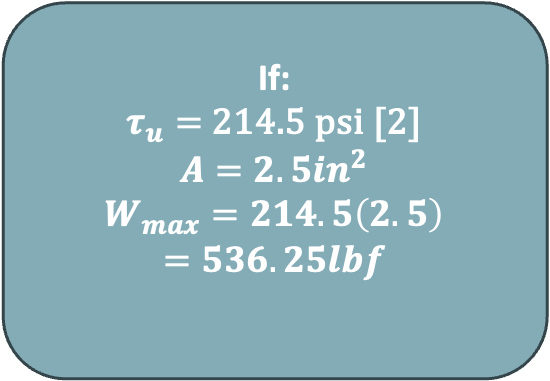 If:
τᵤ = 214.5 psi [2]
A = 2.5in²
Wₘₐₓ = 214.5(2.5)
= 536.25lbf